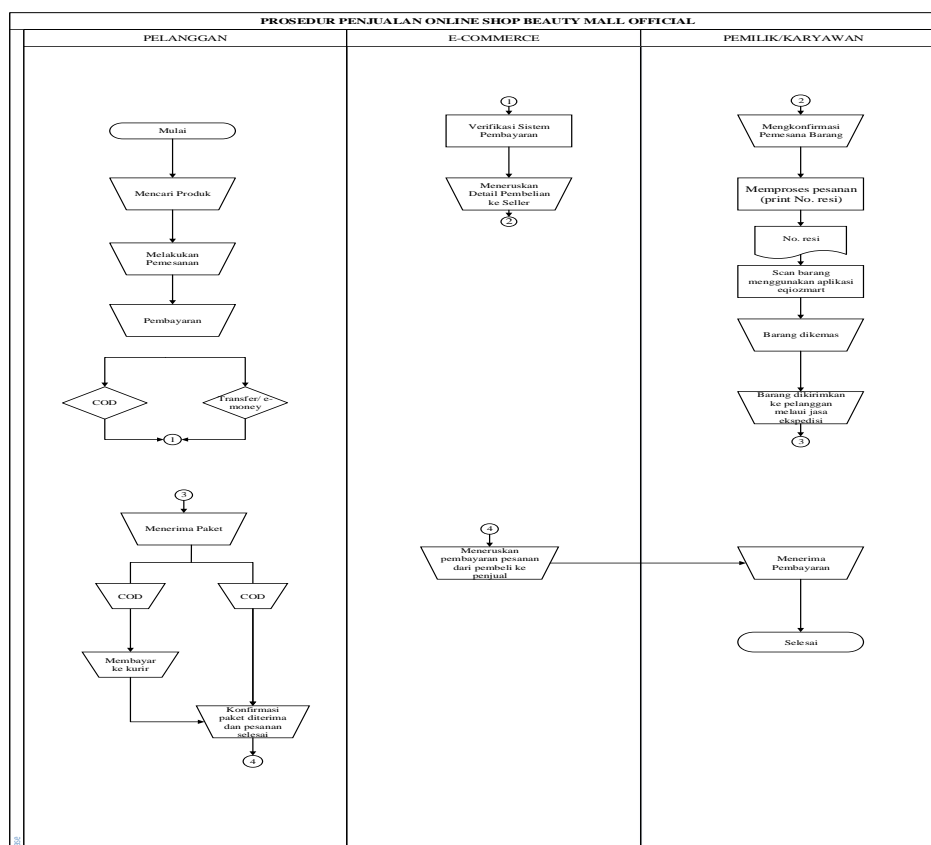 PROSEDUR PENJUALAN ONLINE SHOP BEAUTY MALL OFFICIAL
PELANGGAN
E-COMMERCE
PEMILIK/KARYAWAN
Mulai
Mencari Produk
Melakukan
Pemesanan
Pembayaran
COD
Transfer/ e-
money
1
3
Menerima Paket
COD
COD
Membayar
ke kurir
Konfirmasi
paket diterima
dan pesanan
selesai
4
1
Verifikasi Sistem
Pembayaran
Meneruskan
Detail Pembelian
ke Seller
2
4
Meneruskan
pembayaran pesanan
dari pembeli ke
penjual
2
Mengkonfirmasi
Pemesana Barang
Memproses pesanan
(print No. resi)
No. resi
Scan barang
menggunakan aplikasi
eqiozmart
Barang dikemas
Barang dikirimkan
ke pelanggan
melaui jasa
ekspedisi
3
Menerima
Pembayaran
Selesai